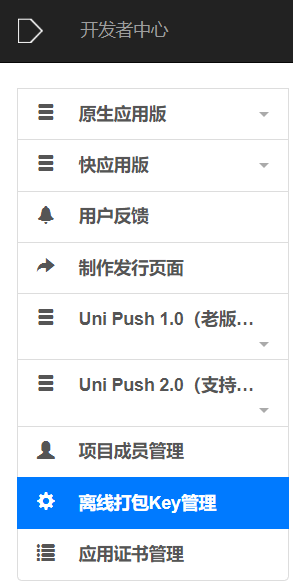 开发者中心
原生应用版
快应用版
用户反馈
制作发行页面
Uni Push 1.0（老版…
Uni Push 2.0（支持…
项目成员管理
离线打包Key管理
应用证书管理